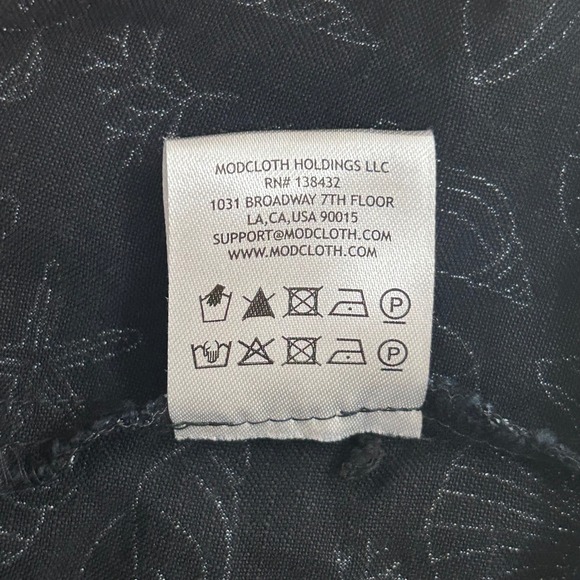 MODCLOTH HOLDINGS LLC
RN# 138432
1031 BROADWAY 7TH FLOOR
LA,CA,USA 90015
SUPPORT@MODCLOTH.COM
WWW.MODCLOTH.COM
P
P